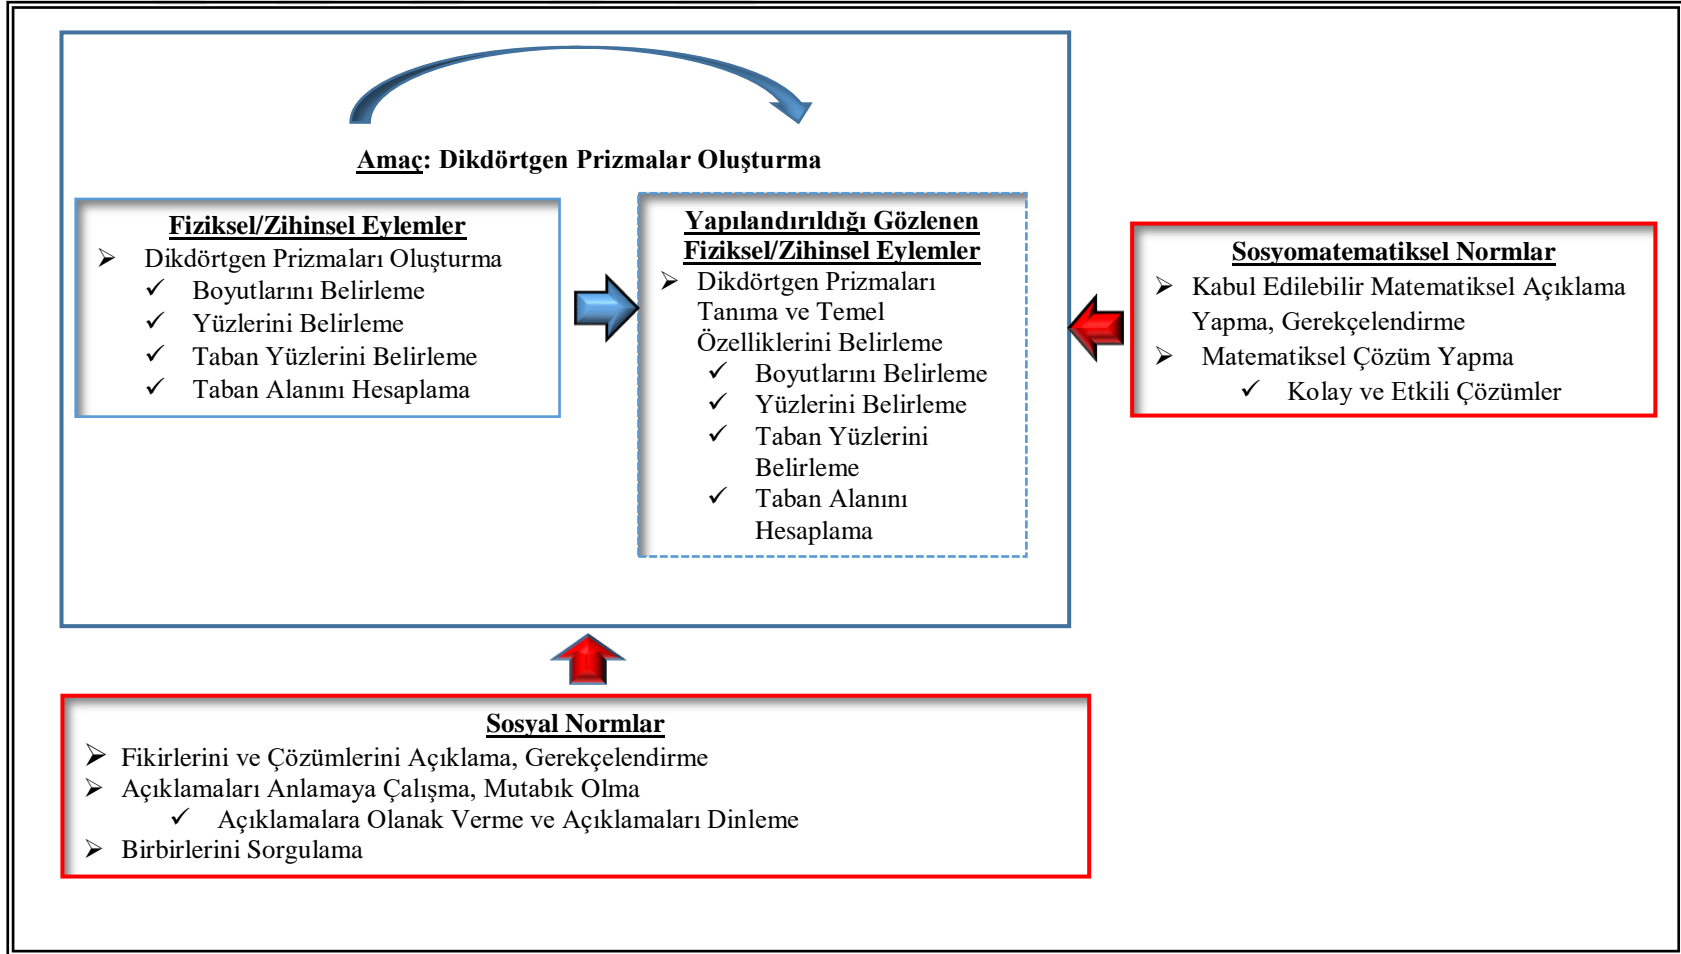 Amaç: Dikdörtgen Prizmalar Oluşturma
Fiziksel/Zihinsel Eylemler
➢ Dikdörtgen Prizmaları Oluşturma
✓ Boyutlarını Belirleme
✓ Yüzlerini Belirleme
✓ Taban Yüzlerini Belirleme
✓ Taban Alanını Hesaplama
Yapılandırıldığı Gözlenen
Fiziksel/Zihinsel Eylemler
➢ Dikdörtgen Prizmaları
Tanıma ve Temel
Özelliklerini Belirleme
✓ Boyutlarını Belirleme
✓ Yüzlerini Belirleme
✓ Taban Yüzlerini
Belirleme
✓ Taban Alanını
Hesaplama
Sosyomatematiksel Normlar
➢ Kabul Edilebilir Matematiksel Açıklama
Yapma, Gerekçelendirme
➢ Matematiksel Çözüm Yapma
✓ Kolay ve Etkili Çözümler
Sosyal Normlar
➢ Fikirlerini ve Çözümlerini Açıklama, Gerekçelendirme
➢ Açıklamaları Anlamaya Çalışma, Mutabık Olma
✓ Açıklamalara Olanak Verme ve Açıklamaları Dinleme
➢ Birbirlerini Sorgulama